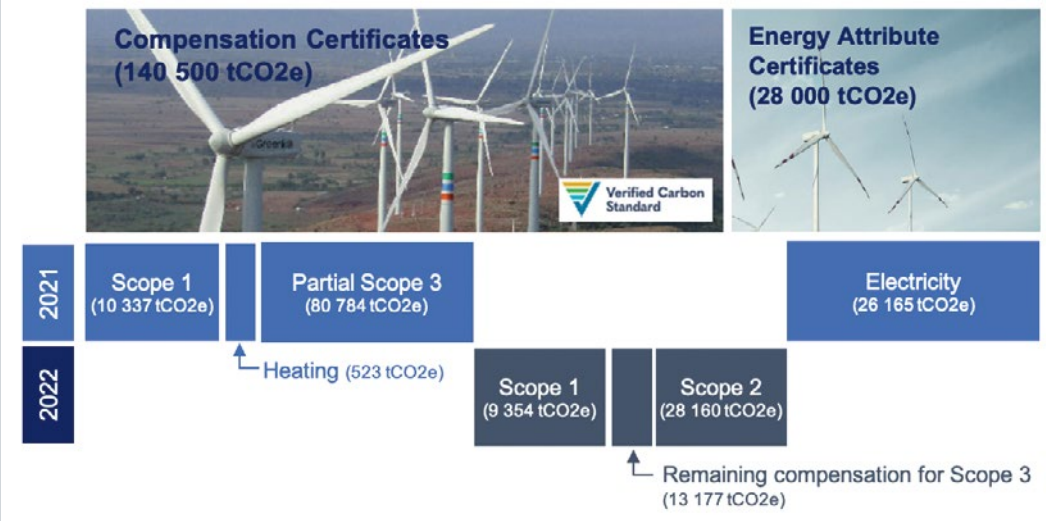 Compensation Certificates
(140 500 tCO2e)
Energy Attribute
Certificates
(28 000 tCO2e)
Greenko
Verified Carbon
Standard
2021
Scope 1
(10 337 tCO2e)
Partial Scope 3
(80 784 tCO2e)
Electricity
(26 165 tCO2e)
Heating (523 tCO2e)
2022
Scope 1
(9 354 tCO2e)
Scope 2
(28 160 tCO2e)
Remaining compensation for Scope 3
(13 177 tCO2e)